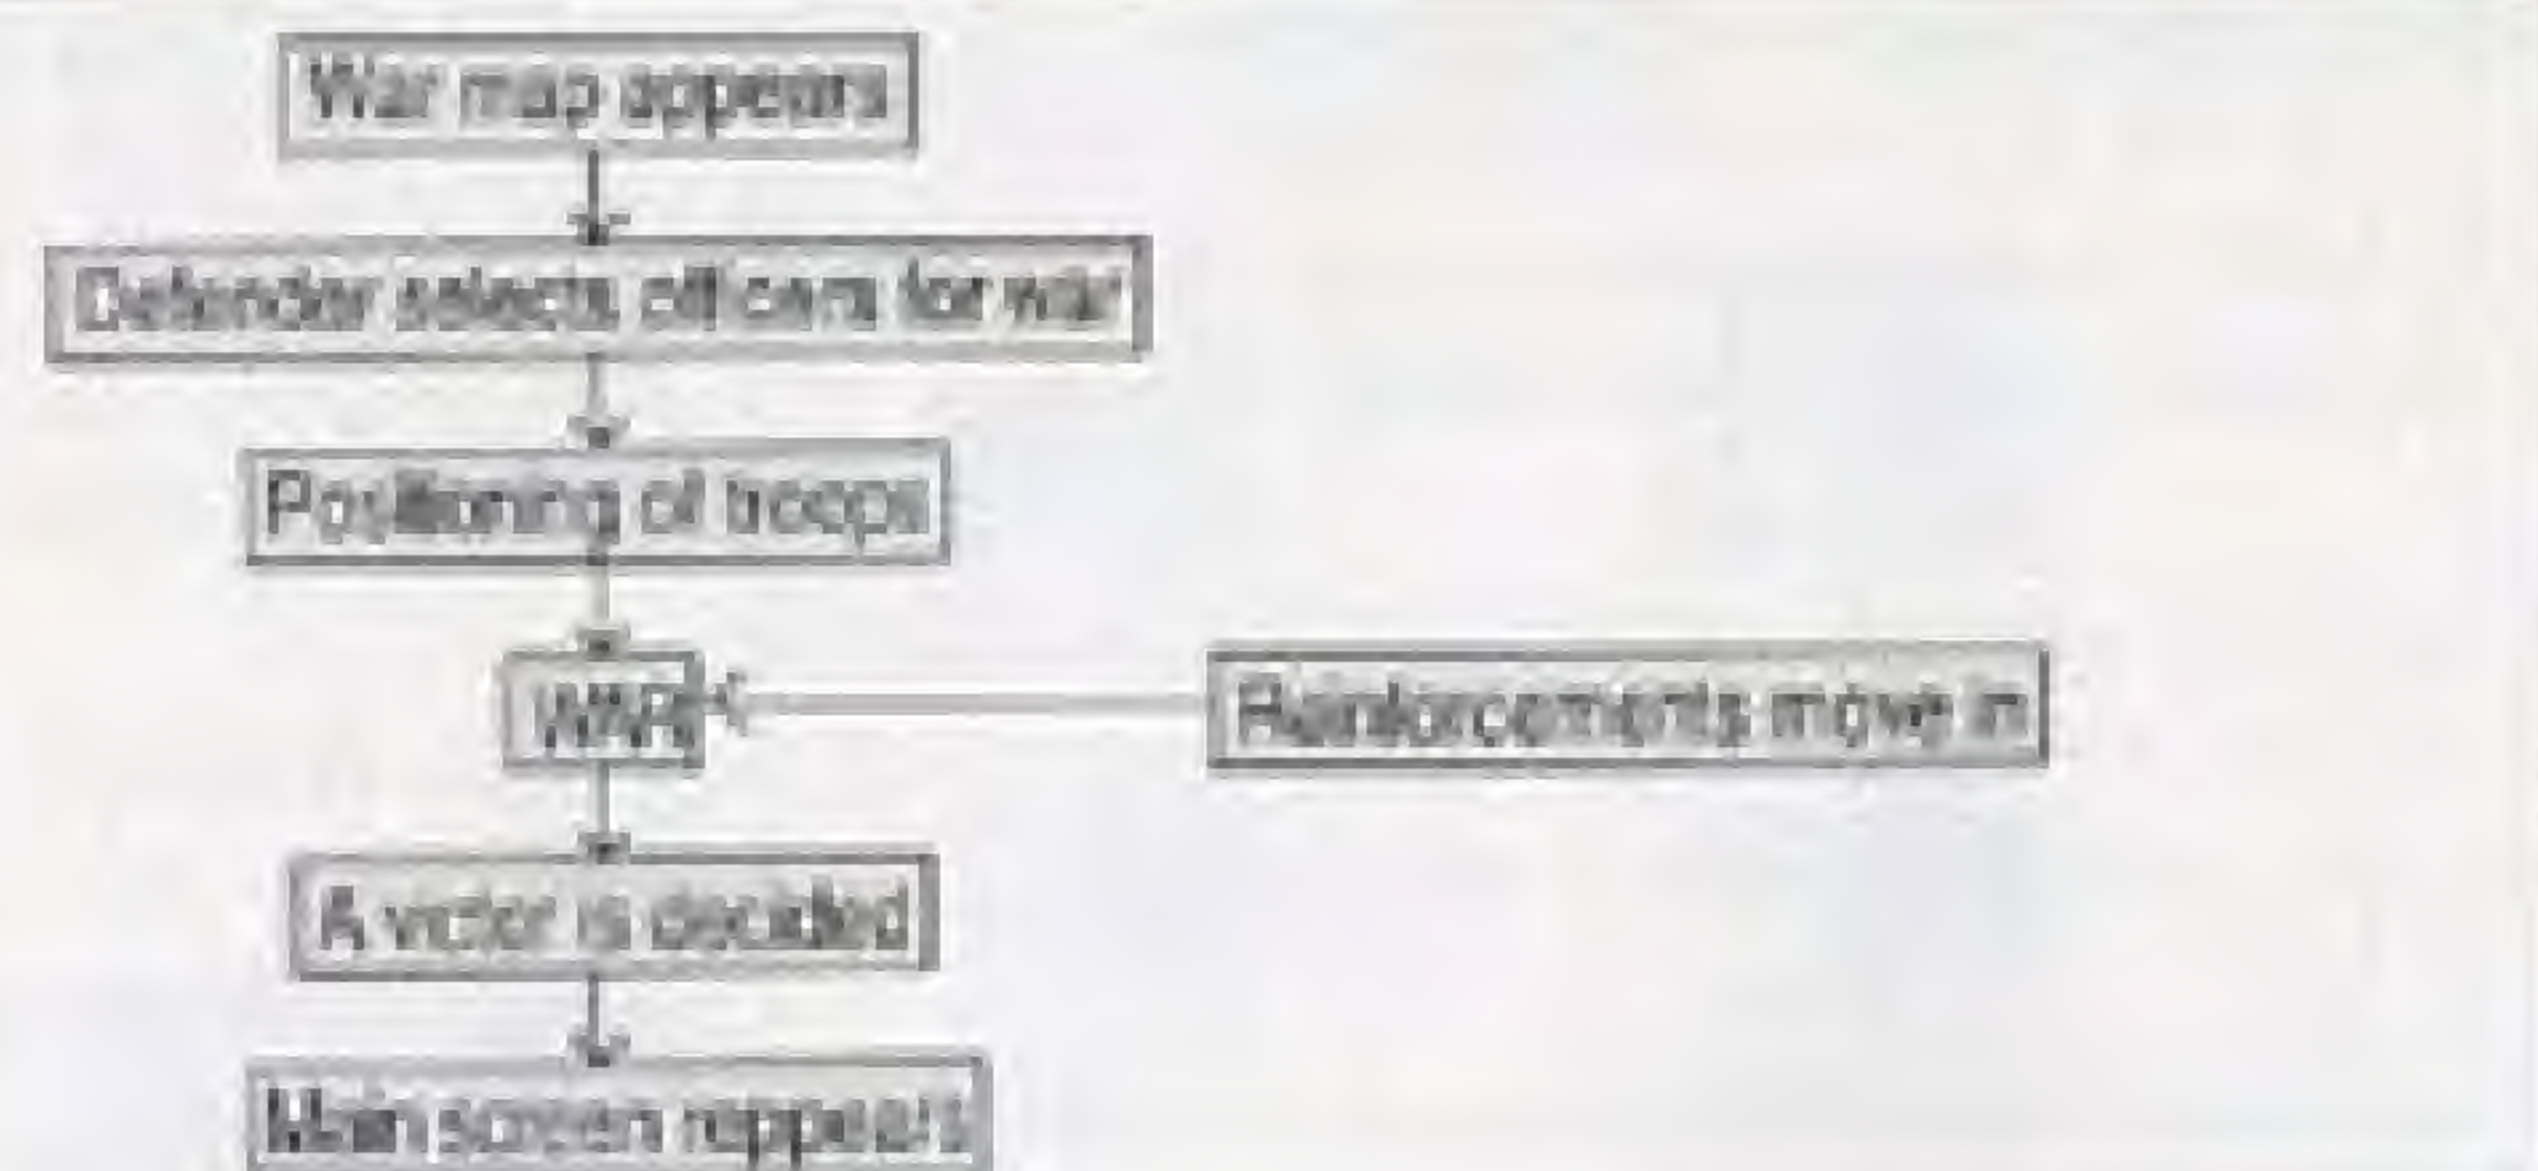 War map appears
Defender selects officers for war
Positioning of troops
WAR
Reinforcements move in
A victor is decided
Main screen reppears